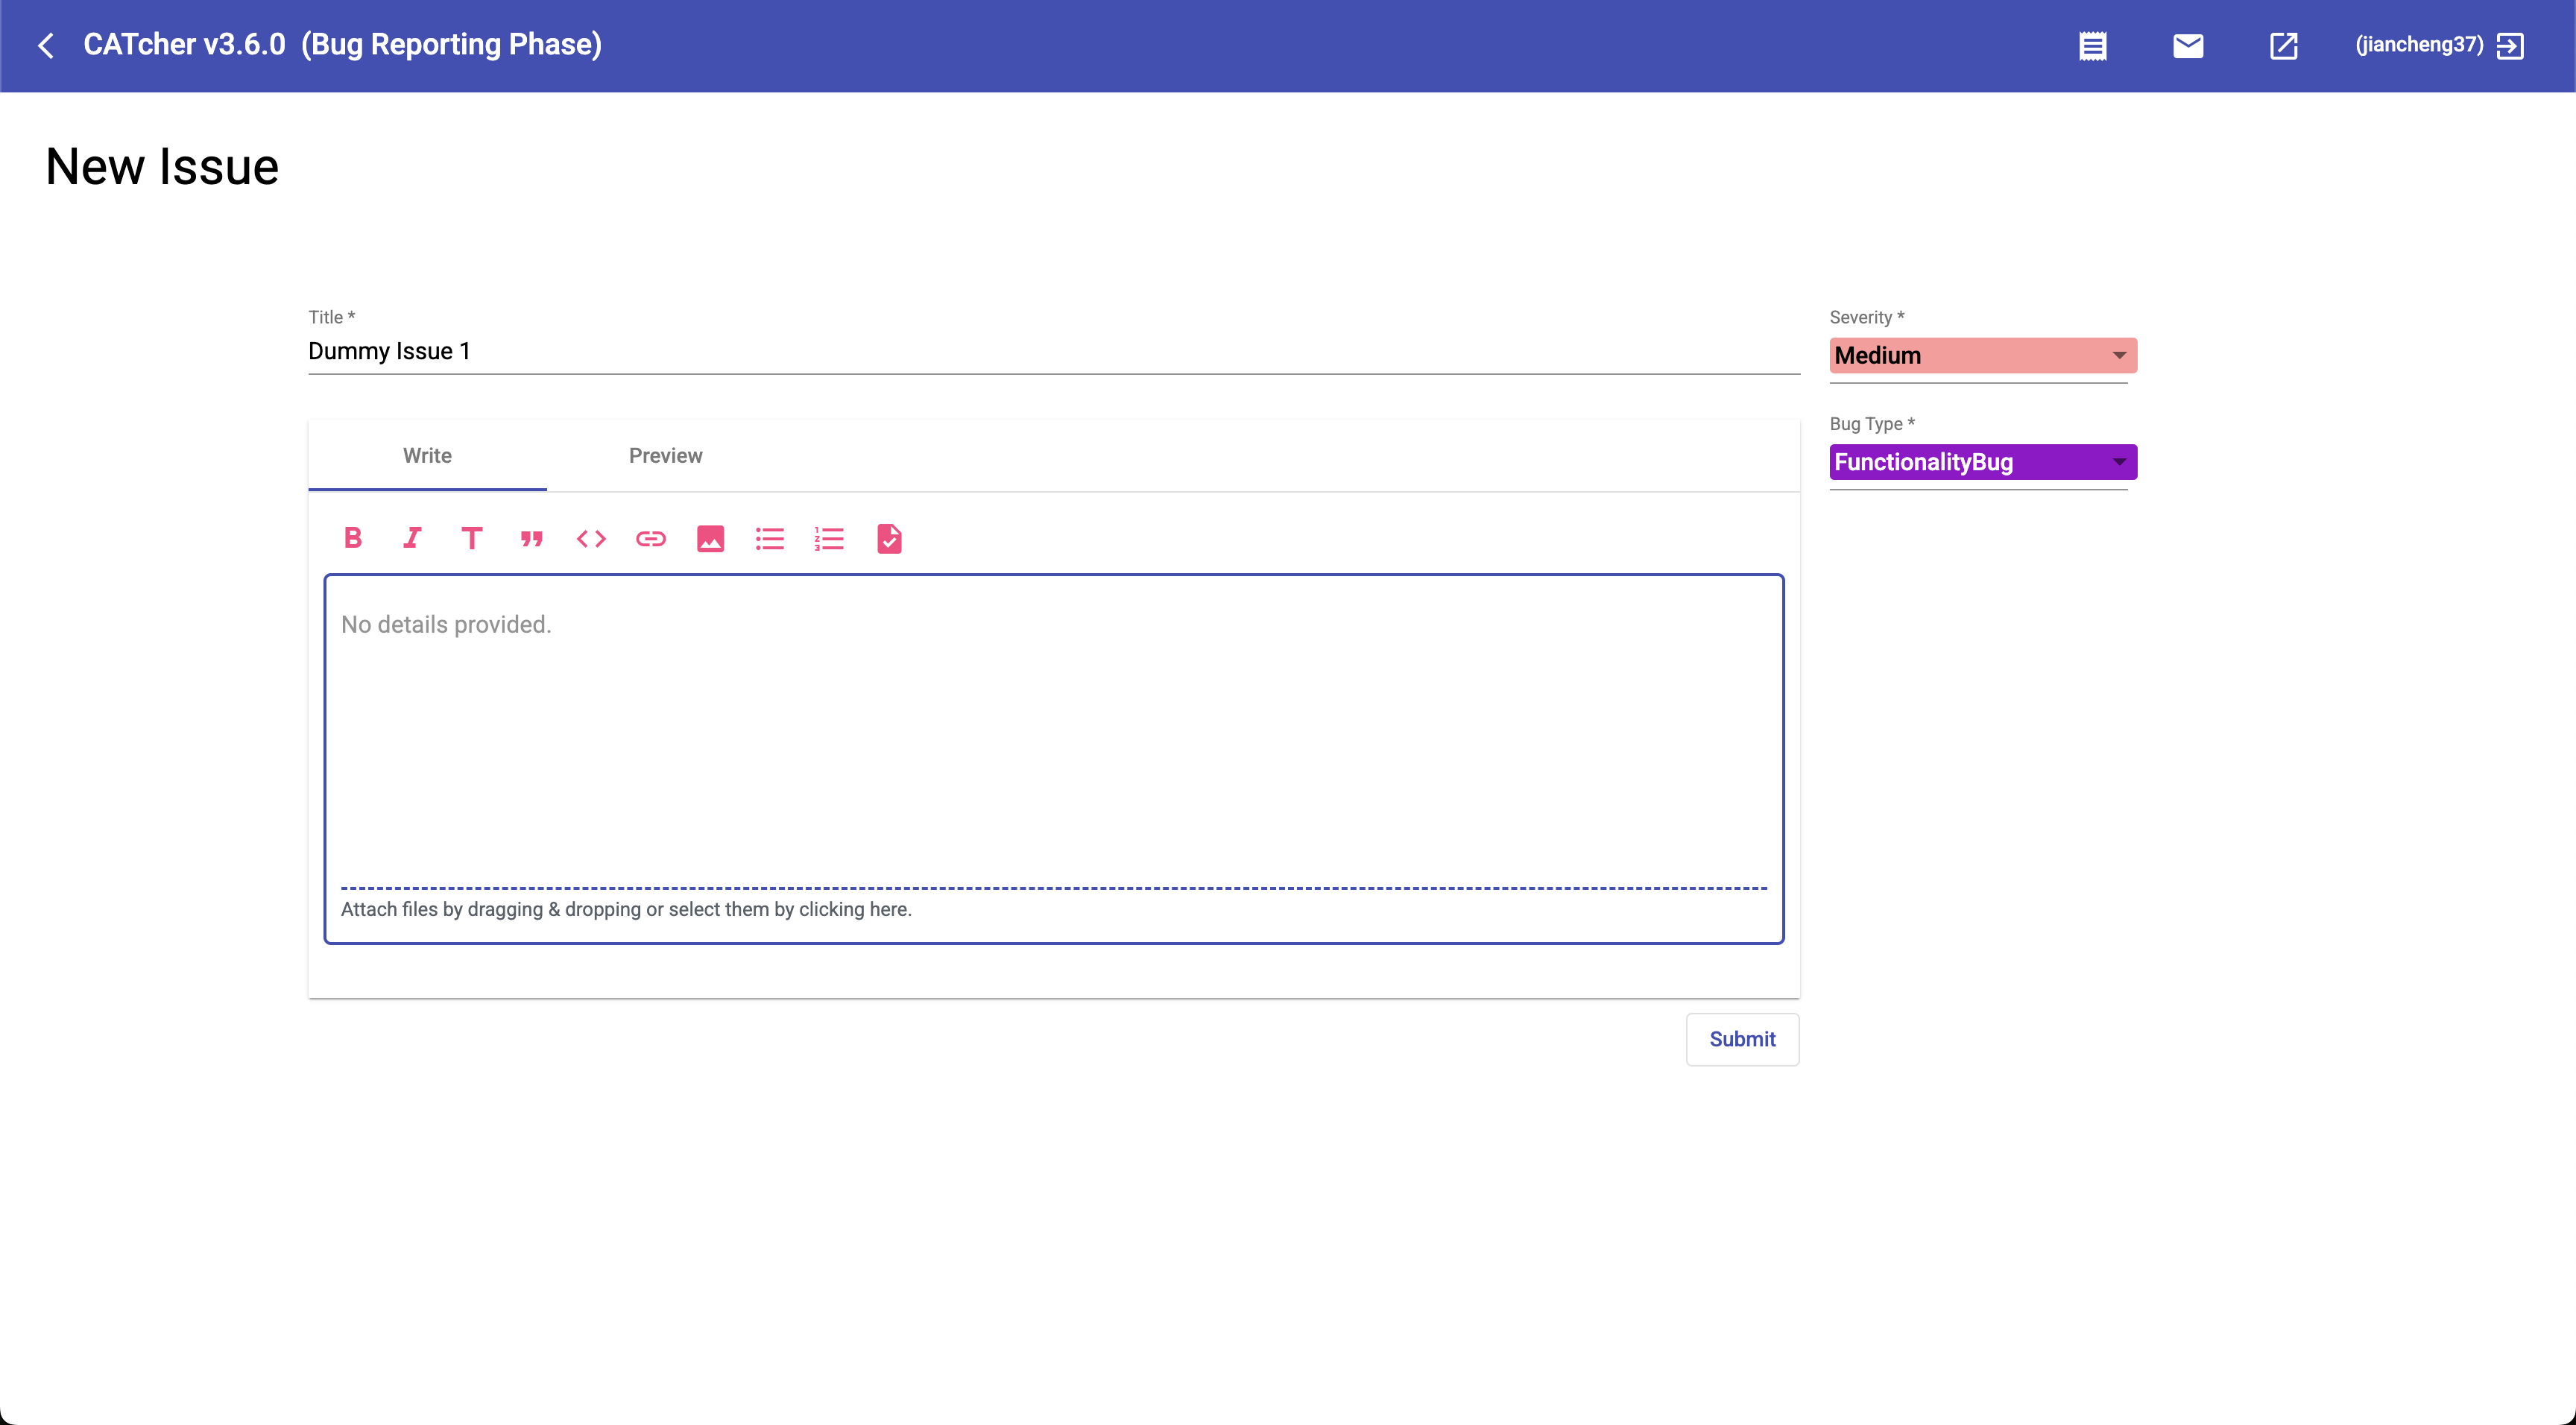 CATcher v3.6.0 (Bug Reporting Phase)
(jiancheng37)
New Issue
Title *
Dummy Issue 1
Severity *
Medium
Bug Type *
FunctionalityBug
Write
Preview
No details provided.
Attach files by dragging & dropping or select them by clicking here.
Submit